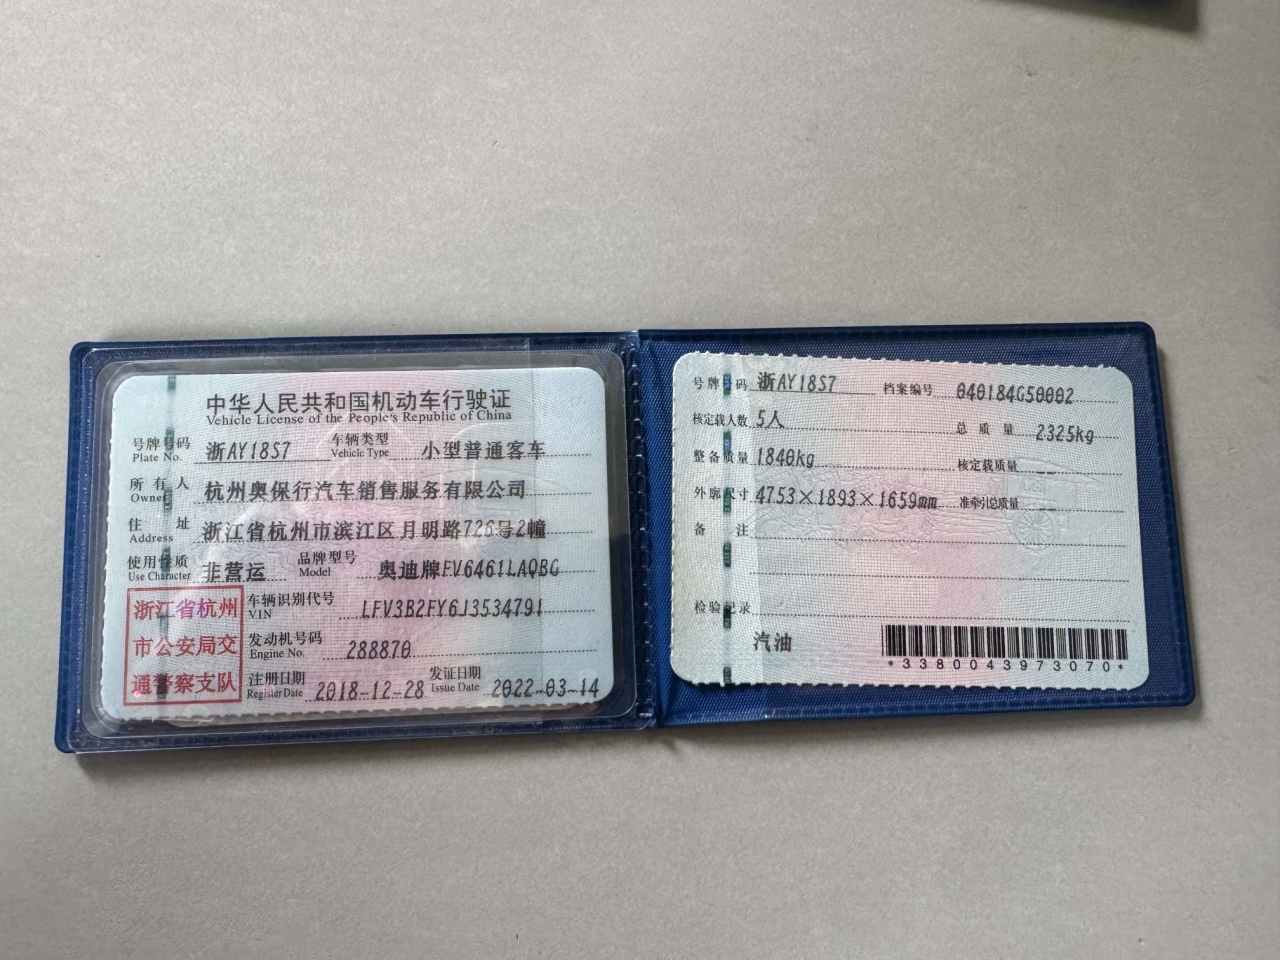 中华人民共和国机动车行驶证
Vehicle License of the People's Republic of China
号牌号码 浙AY18S7 车辆类型 小型普通客车
Plate No. Vehicle Type
所有人 杭州奥保行汽车销售服务有限公司
Owner
住址 浙江省杭州市滨江区月明路726号2幢
Address
使用性质 非营运 品牌型号 奥迪牌FV6461LAQBG
Use Character Model
车辆识别代号 LFV3B2FY6J3534791
VIN
发动机号码 288870
Engine No.
注册日期 2018-12-28 发证日期 2022-03-14
Register Date Issue Date
浙江省杭州
市公安局交
通警察支队
号牌号码 浙AY18S7 档案编号 040184G50002
核定载人数 5人 总质量 2325kg
整备质量 1840kg 核定载质量 --
外廓尺寸 4753×1893×1659mm 准牵引总质量 --
备注
检验记录
汽油
*3380043973070*